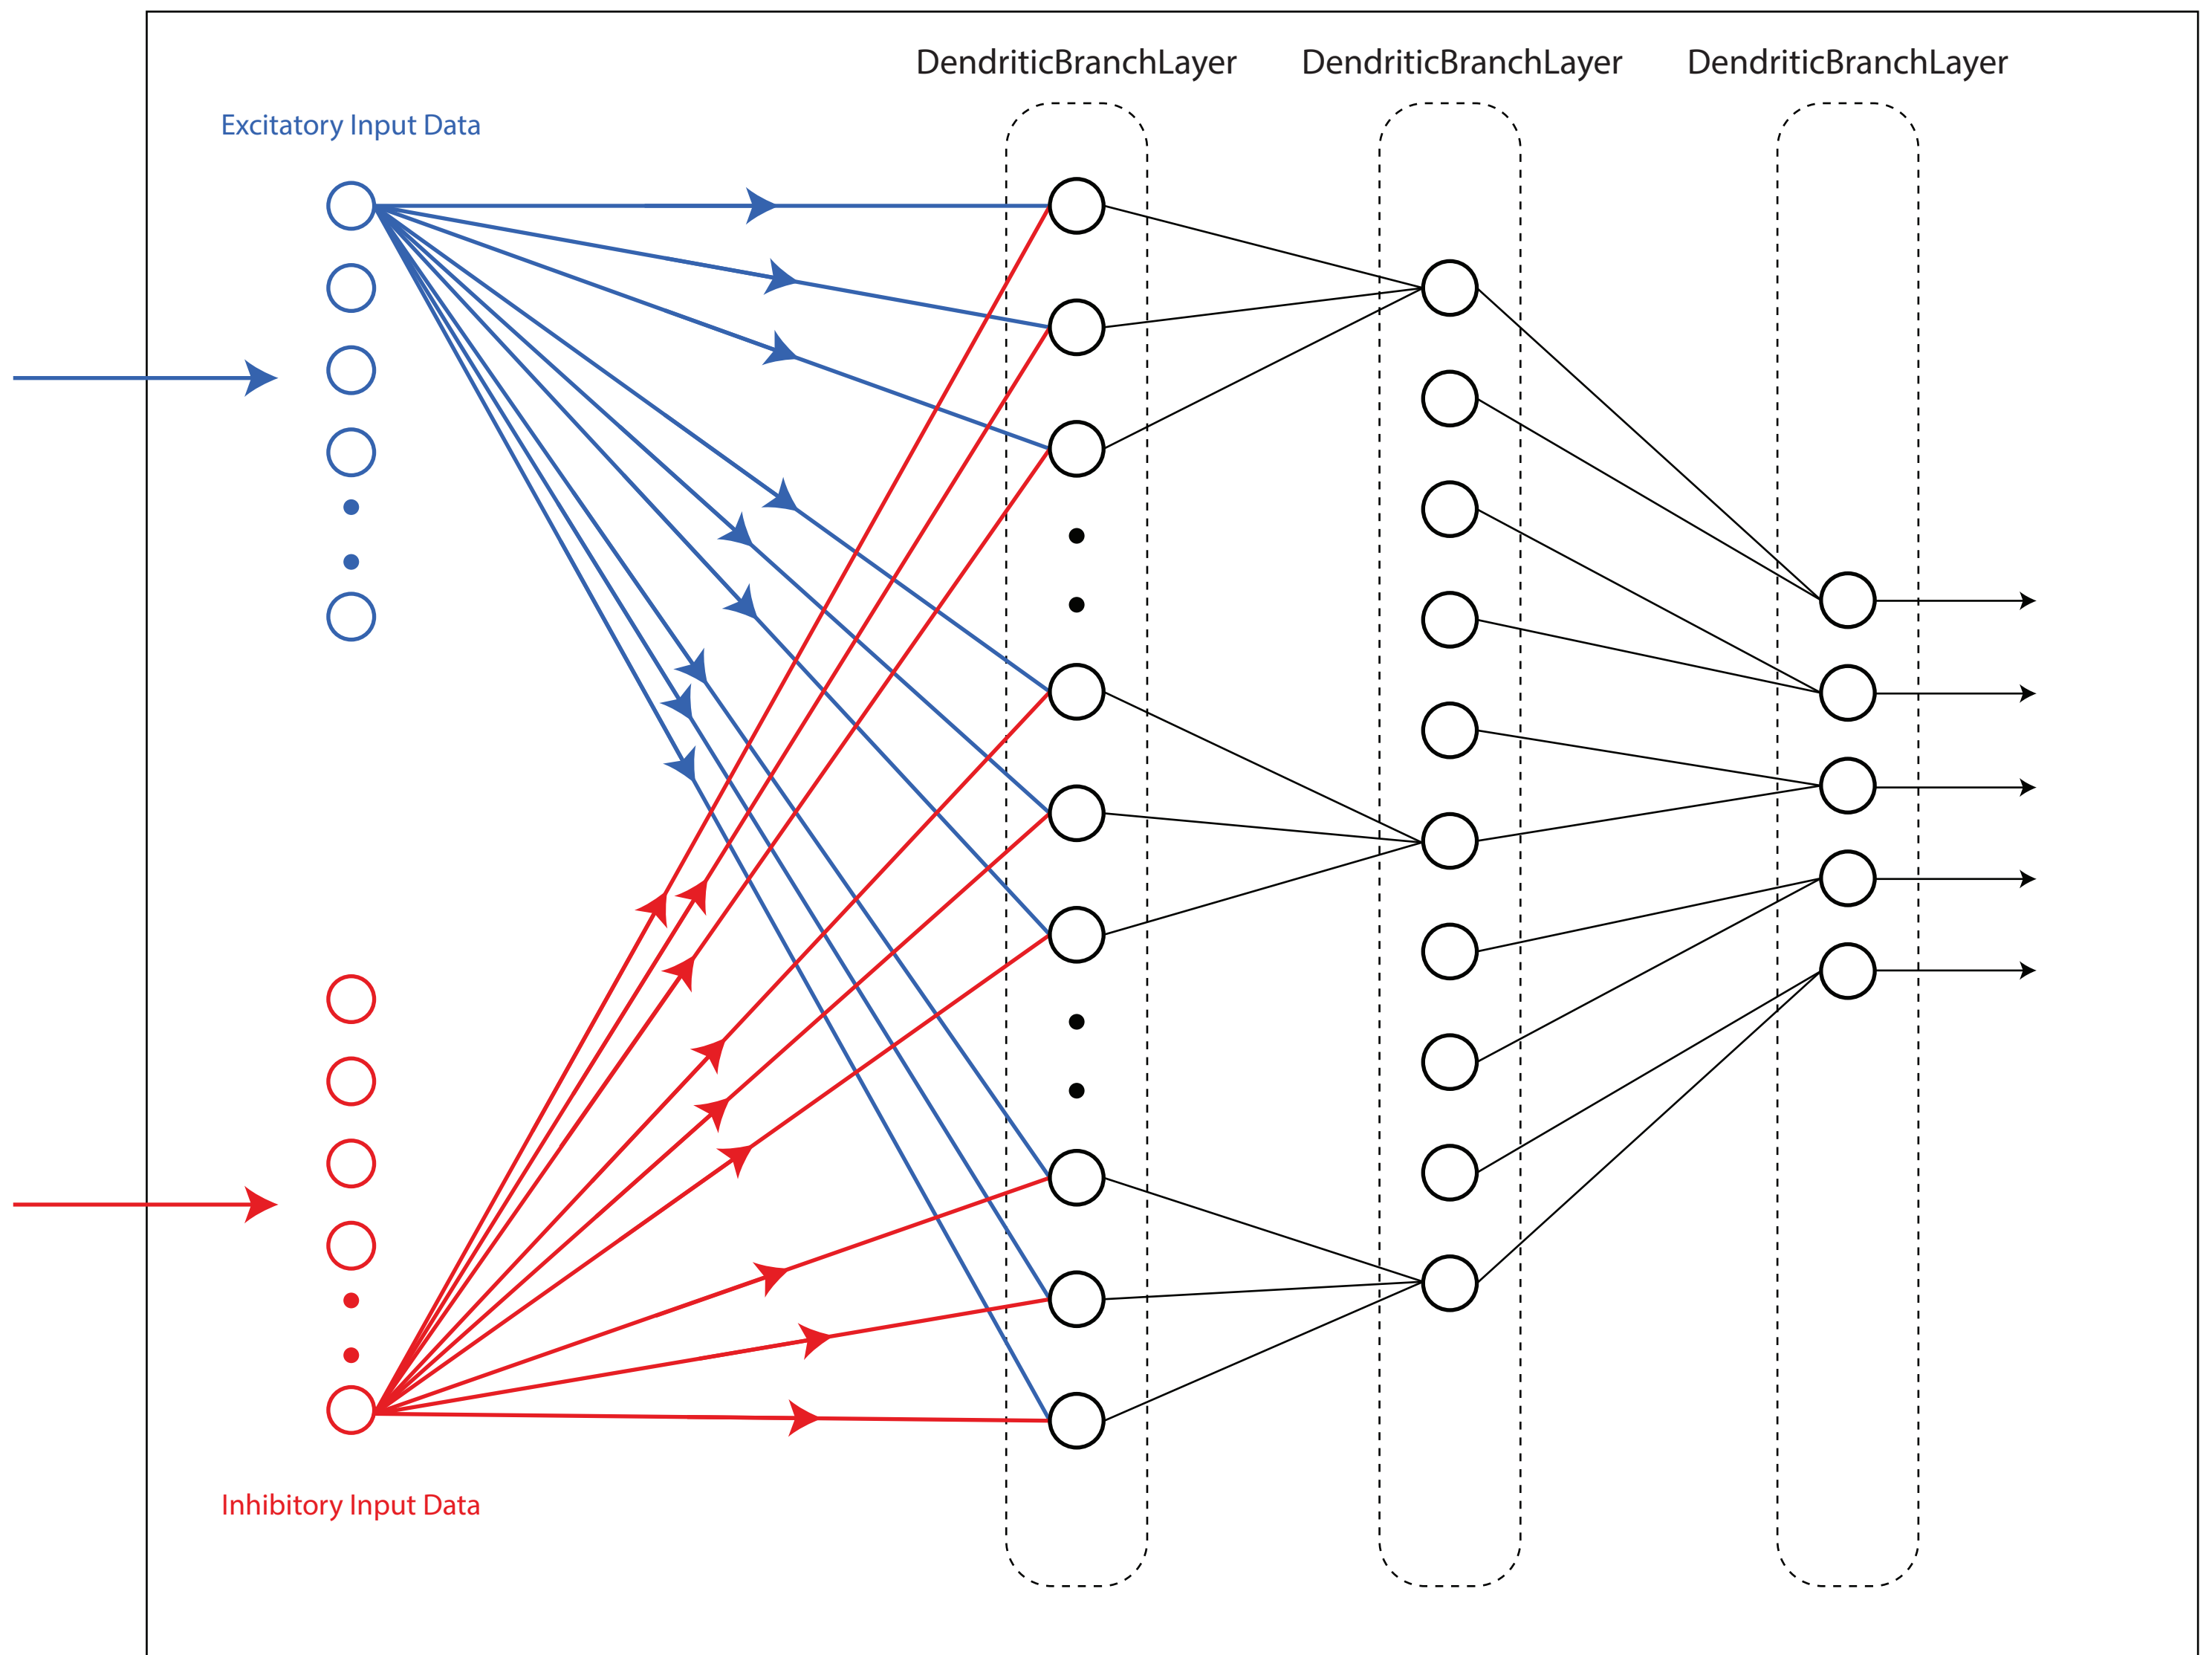 DendriticBranchLayer
DendriticBranchLayer
DendriticBranchLayer
Excitatory Input Data
Inhibitory Input Data